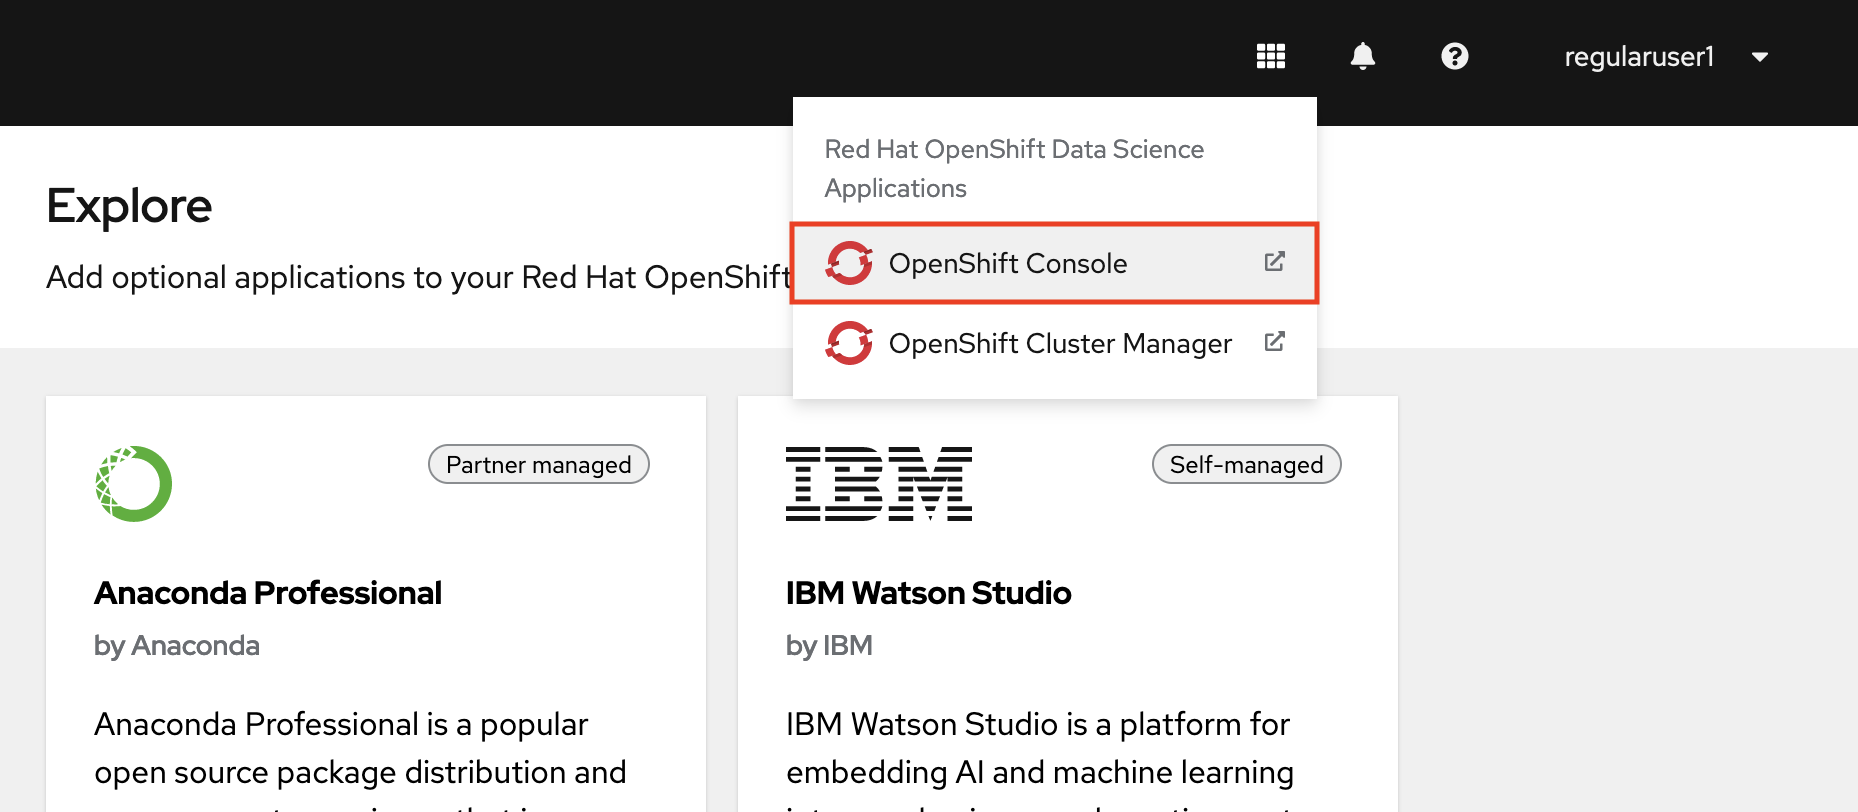 regularuser1
Red Hat OpenShift Data Science
Applications
OpenShift Console
OpenShift Cluster Manager
Explore
Add optional applications to your Red Hat OpenShift
Partner managed
Anaconda Professional
by Anaconda
Anaconda Professional is a popular
open source package distribution and
IBM
Self-managed
IBM Watson Studio
by IBM
IBM Watson Studio is a platform for
embedding AI and machine learning